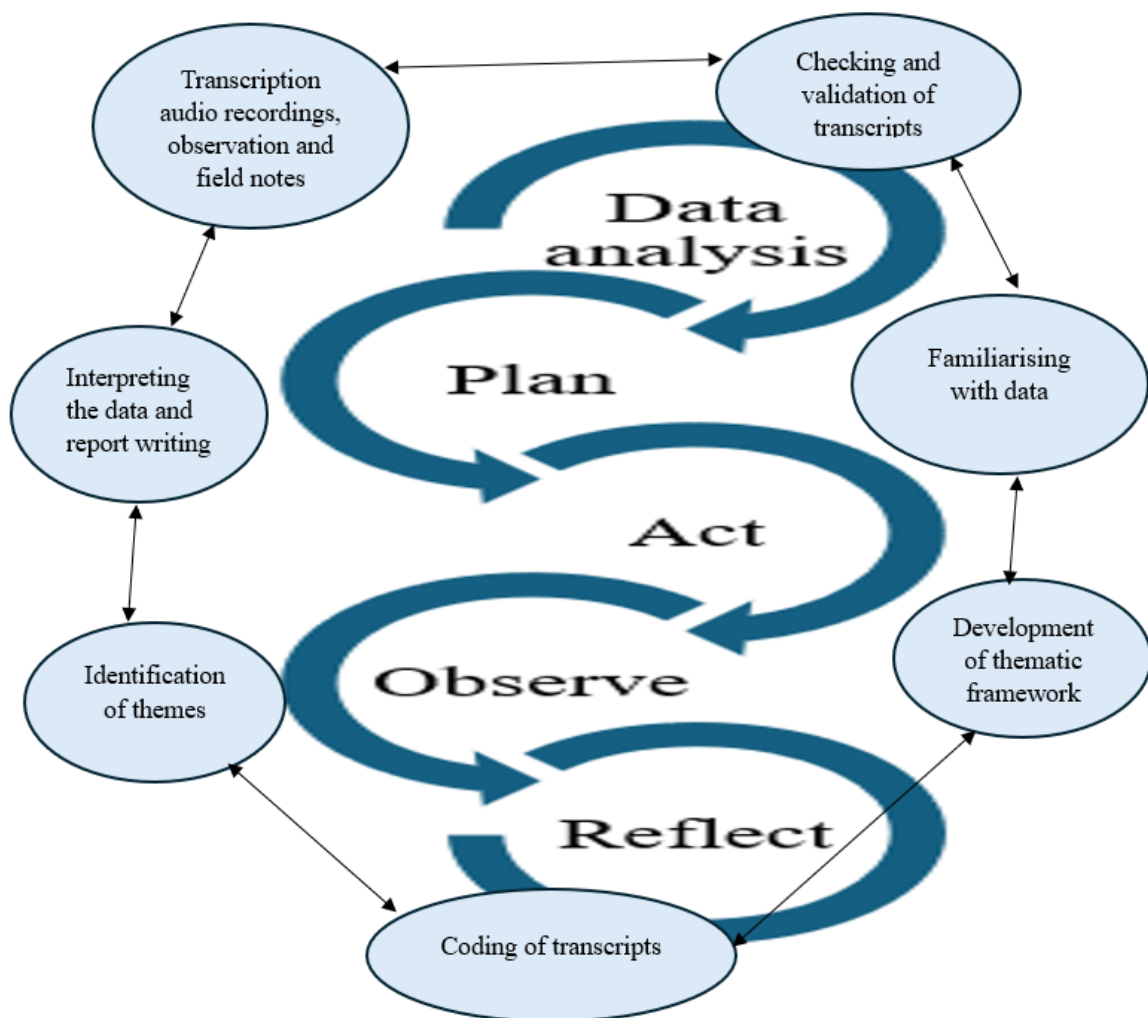 Transcription
audio recordings,
observation and
field notes
Checking and
validation of
transcripts
Data
analysis
Familiarising
with data
Interpreting
the data and
report writing
Plan
Act
Development
of thematic
framework
Identification
of themes
Observe
Reflect
Coding of transcripts